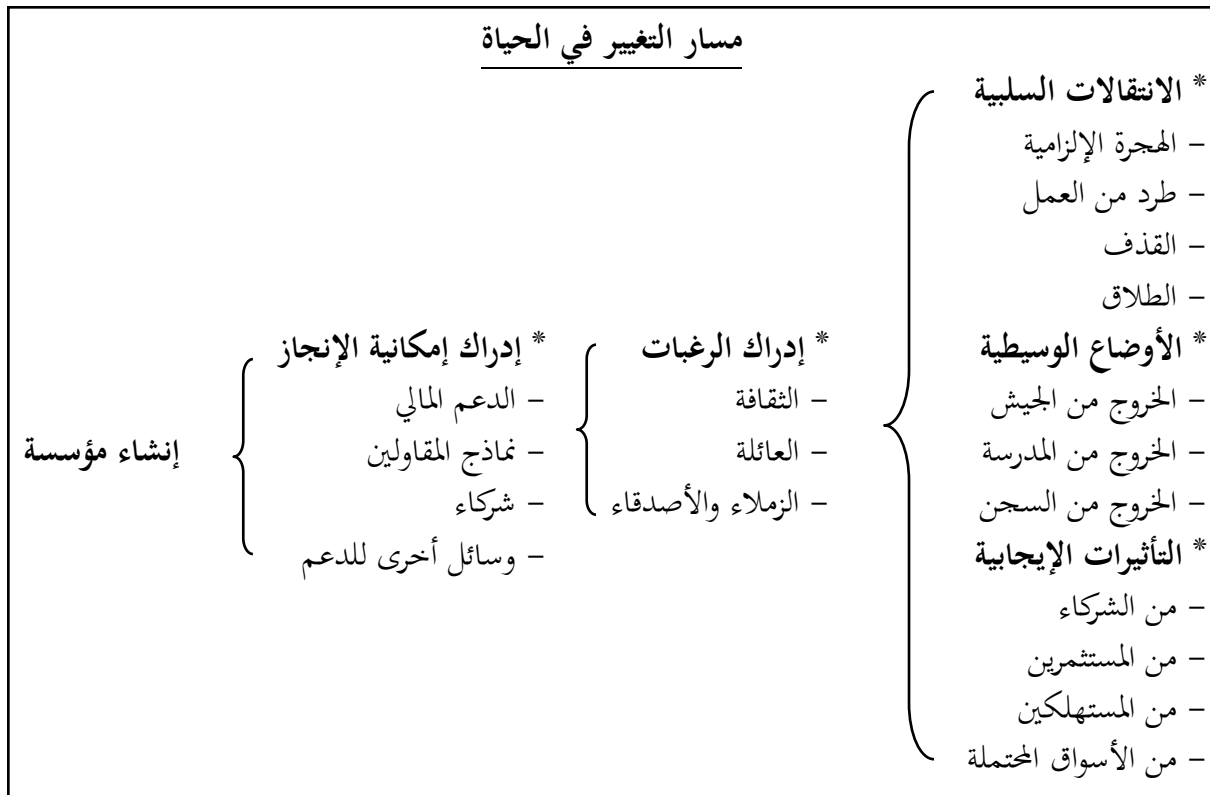 مسار التغيير في الحياة
* الانتقالات السلبية
– الهجرة الإلزامية
– طرد من العمل
– القذف
– الطلاق
* الأوضاع الوسيطية
– الخروج من الجيش
– الخروج من المدرسة
– الخروج من السجن
* التأثيرات الإيجابية
– من الشركاء
– من المستثمرين
– من المستهلكين
– من الأسواق المحتملة
* إدراك الرغبات
– الثقافة
– العائلة
– الزملاء والأصدقاء
* إدراك إمكانية الإنجاز
– الدعم المالي
– نماذج المقاولين
– شركاء
– وسائل أخرى للدعم
إنشاء مؤسسة